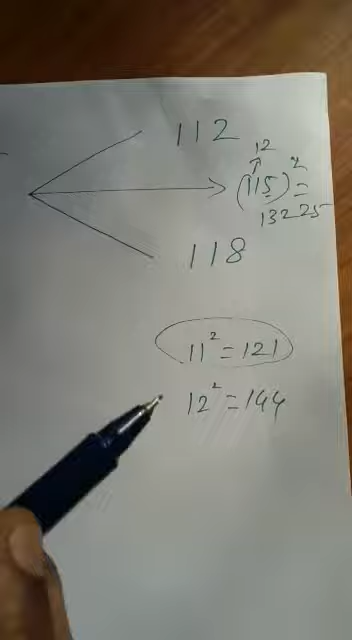 112
12
(115)² =
13225
118
11² = 121
12² = 144